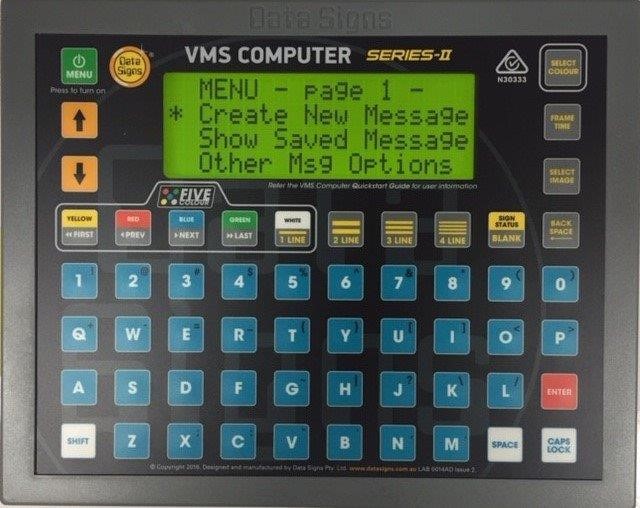 Data Signs
MENU
Press to turn on
Data Signs
VMS COMPUTER SERIES-II
N30333
SELECT COLOUR
MENU - page 1 -
* Create New Message
Show Saved Message
Other Msg Options
FRAME TIME
SELECT IMAGE
Refer the VMS Computer Quickstart Guide for user information
FIVE COLOUR
YELLOW RED BLUE GREEN WHITE SIGN STATUS
◂◂ FIRST ◂ PREV ▸ NEXT ▸▸ LAST 1 LINE 2 LINE 3 LINE 4 LINE BLANK BACK SPACE
1 ! 2 @ 3 # 4 $ 5 % 6 ^ 7 & 8 * 9 ( 0 )
Q + W - E = R T { Y } U [ I ] O < P >
A S D F G H J ? K \ L / ENTER
SHIFT Z X C V B N M SPACE CAPS LOCK
© Copyright 2016. Designed and manufactured by Data Signs Pty. Ltd. www.datasigns.com.au LAB 0014AD Issue 2.